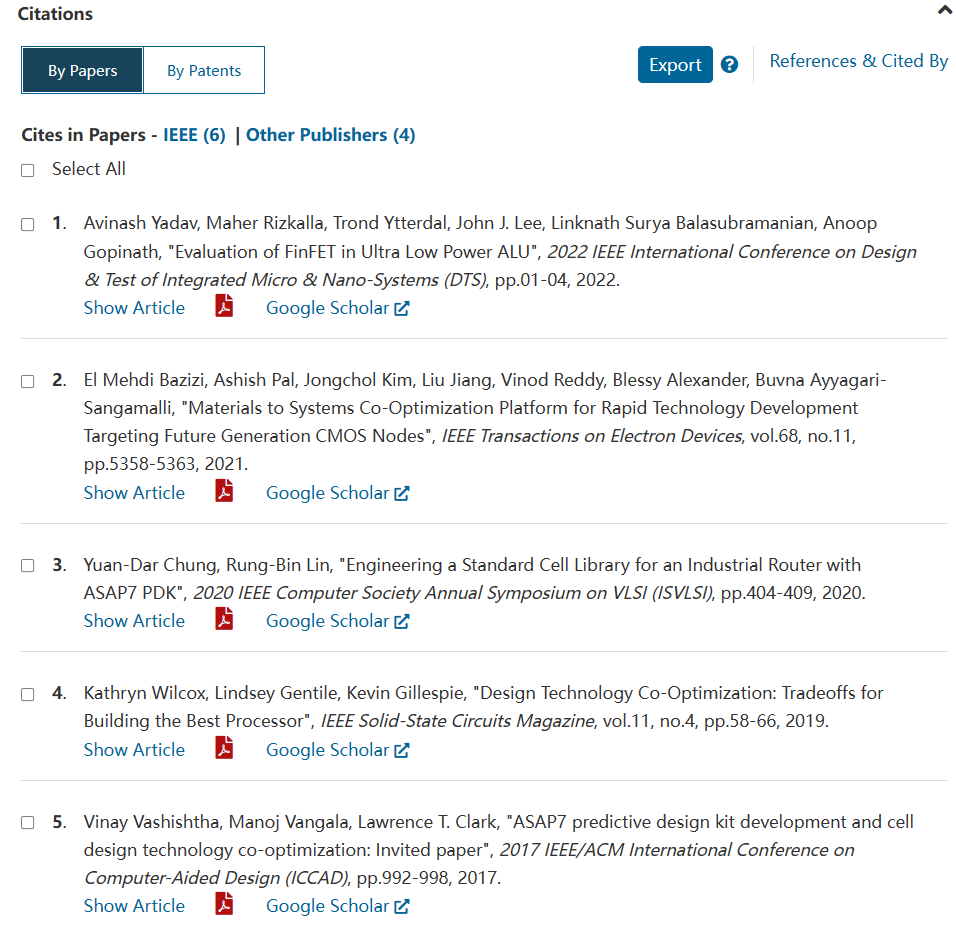 Citations
By Papers
By Patents
Export
?
References & Cited By
Cites in Papers - IEEE (6) | Other Publishers (4)
Select All
1. Avinash Yadav, Maher Rizkalla, Trond Ytterdal, John J. Lee, Linknath Surya Balasubramanian, Anoop
Gopinath, "Evaluation of FinFET in Ultra Low Power ALU", 2022 IEEE International Conference on Design
& Test of Integrated Micro & Nano-Systems (DTS), pp.01-04, 2022.
Show Article Google Scholar
2. El Mehdi Bazizi, Ashish Pal, Jongchol Kim, Liu Jiang, Vinod Reddy, Blessy Alexander, Buvna Ayyagari-
Sangamalli, "Materials to Systems Co-Optimization Platform for Rapid Technology Development
Targeting Future Generation CMOS Nodes", IEEE Transactions on Electron Devices, vol.68, no.11,
pp.5358-5363, 2021.
Show Article Google Scholar
3. Yuan-Dar Chung, Rung-Bin Lin, "Engineering a Standard Cell Library for an Industrial Router with
ASAP7 PDK", 2020 IEEE Computer Society Annual Symposium on VLSI (ISVLSI), pp.404-409, 2020.
Show Article Google Scholar
4. Kathryn Wilcox, Lindsey Gentile, Kevin Gillespie, "Design Technology Co-Optimization: Tradeoffs for
Building the Best Processor", IEEE Solid-State Circuits Magazine, vol.11, no.4, pp.58-66, 2019.
Show Article Google Scholar
5. Vinay Vashishtha, Manoj Vangala, Lawrence T. Clark, "ASAP7 predictive design kit development and cell
design technology co-optimization: Invited paper", 2017 IEEE/ACM International Conference on
Computer-Aided Design (ICCAD), pp.992-998, 2017.
Show Article Google Scholar